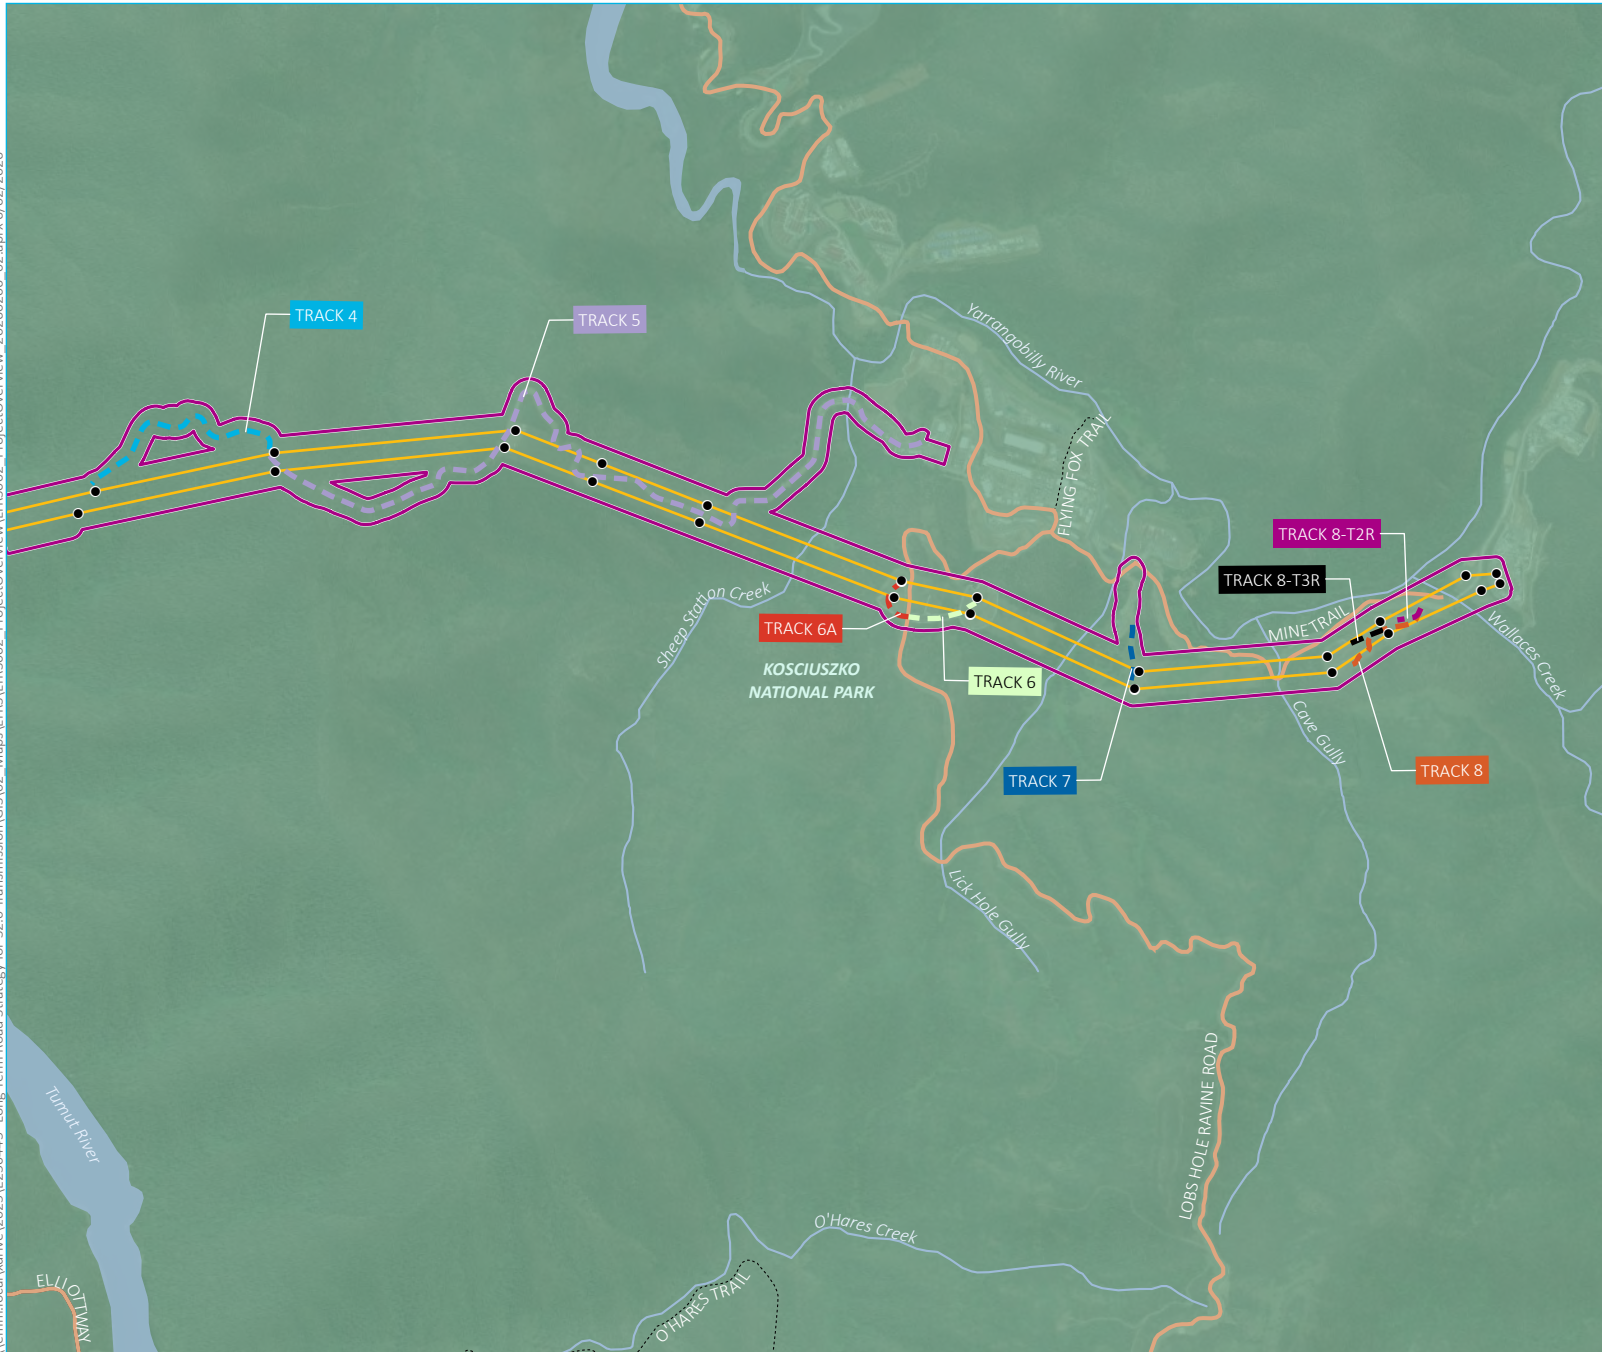 TRACK 4
TRACK 5
Yarrangobilly River
FLYING FOX TRAIL
TRACK 8-T2R
TRACK 8-T3R
MINE TRAIL
Sheep Station Creek
TRACK 6A
KOSCIUSZKO
NATIONAL PARK
TRACK 6
Wallaces Creek
Cave Gully
TRACK 7
TRACK 8
Lick Hole Gully
LOBS HOLE RAVINE ROAD
Tumut River
O'Hares Creek
O'HARES TRAIL
ELLIOTTWAY